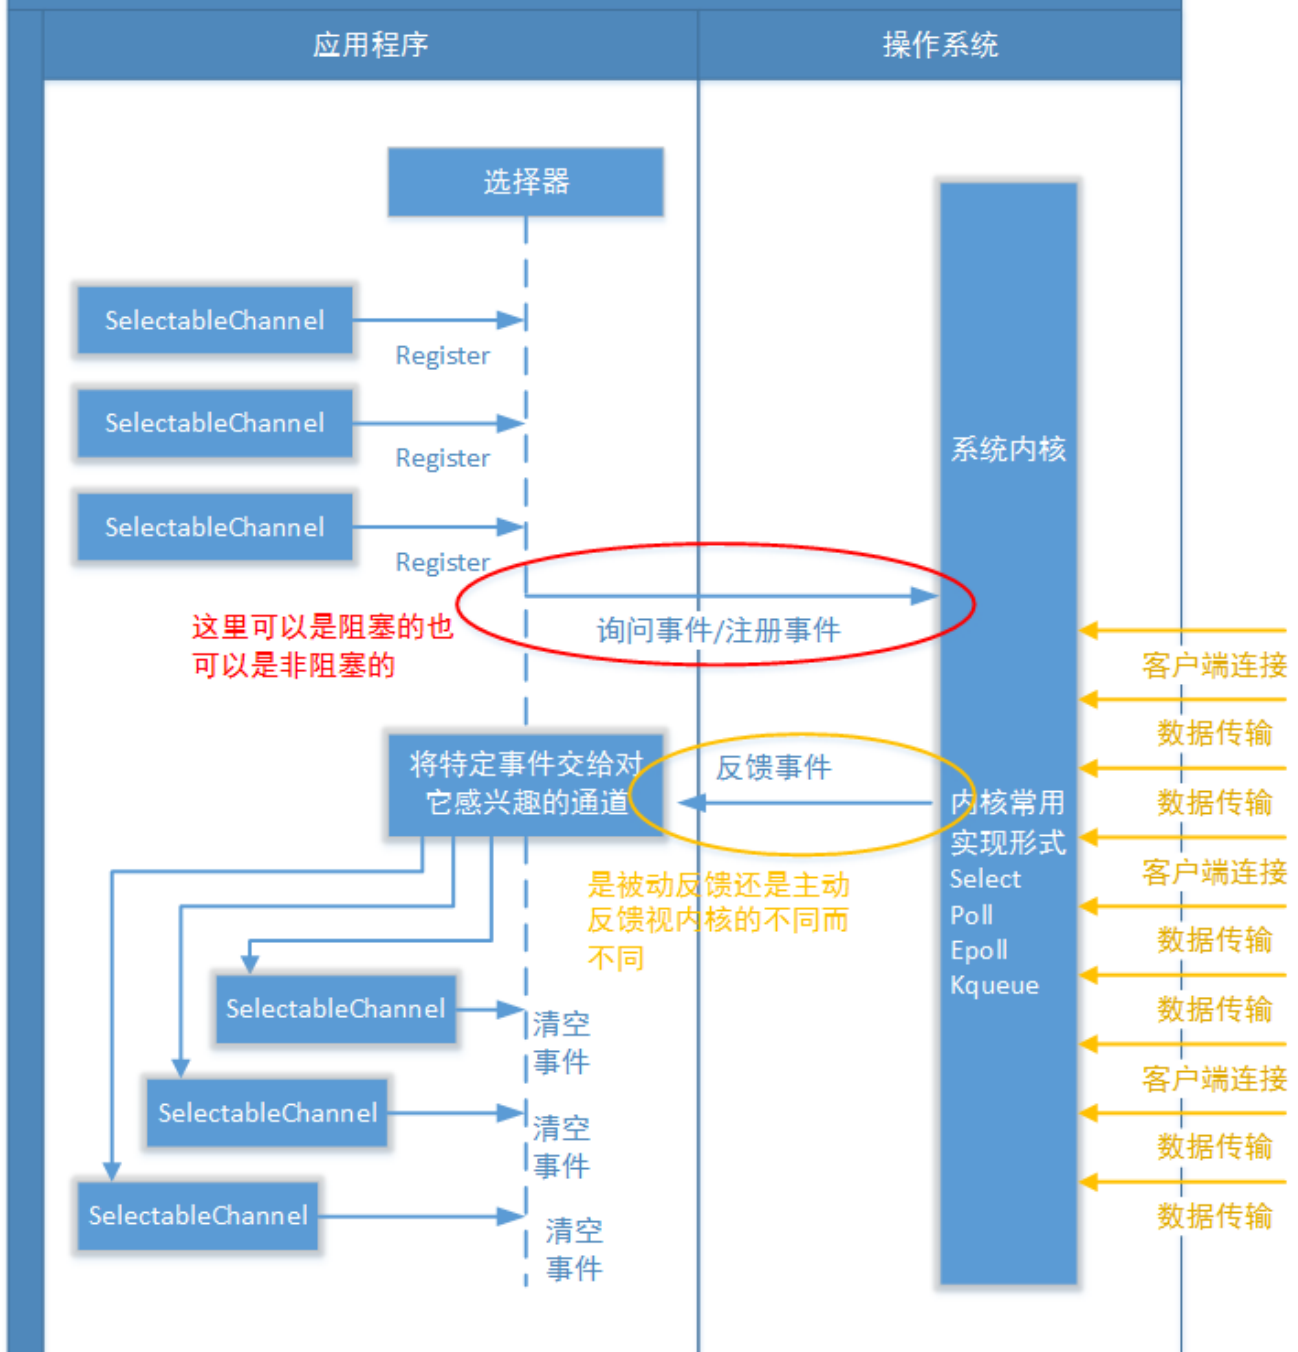 应用程序
操作系统
选择器
SelectableChannel
Register
SelectableChannel
Register
SelectableChannel
Register
系统内核
这里可以是阻塞的也
可以是非阻塞的
询问事件/注册事件
客户端连接
数据传输
数据传输
客户端连接
数据传输
数据传输
客户端连接
数据传输
数据传输
将特定事件交给对
它感兴趣的通道
反馈事件
内核常用
实现形式
Select
Poll
Epoll
Kqueue
是被动反馈还是主动
反馈视内核的不同而
不同
SelectableChannel
清空
事件
SelectableChannel
清空
事件
SelectableChannel
清空
事件